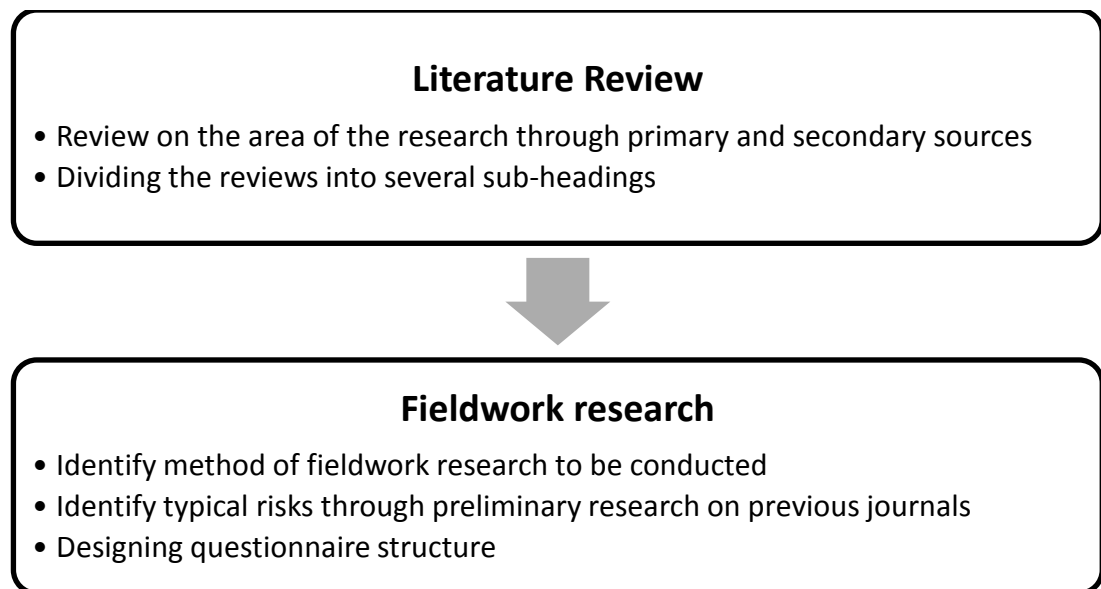 Literature Review
• Review on the area of the research through primary and secondary sources
• Dividing the reviews into several sub-headings
Fieldwork research
• Identify method of fieldwork research to be conducted
• Identify typical risks through preliminary research on previous journals
• Designing questionnaire structure